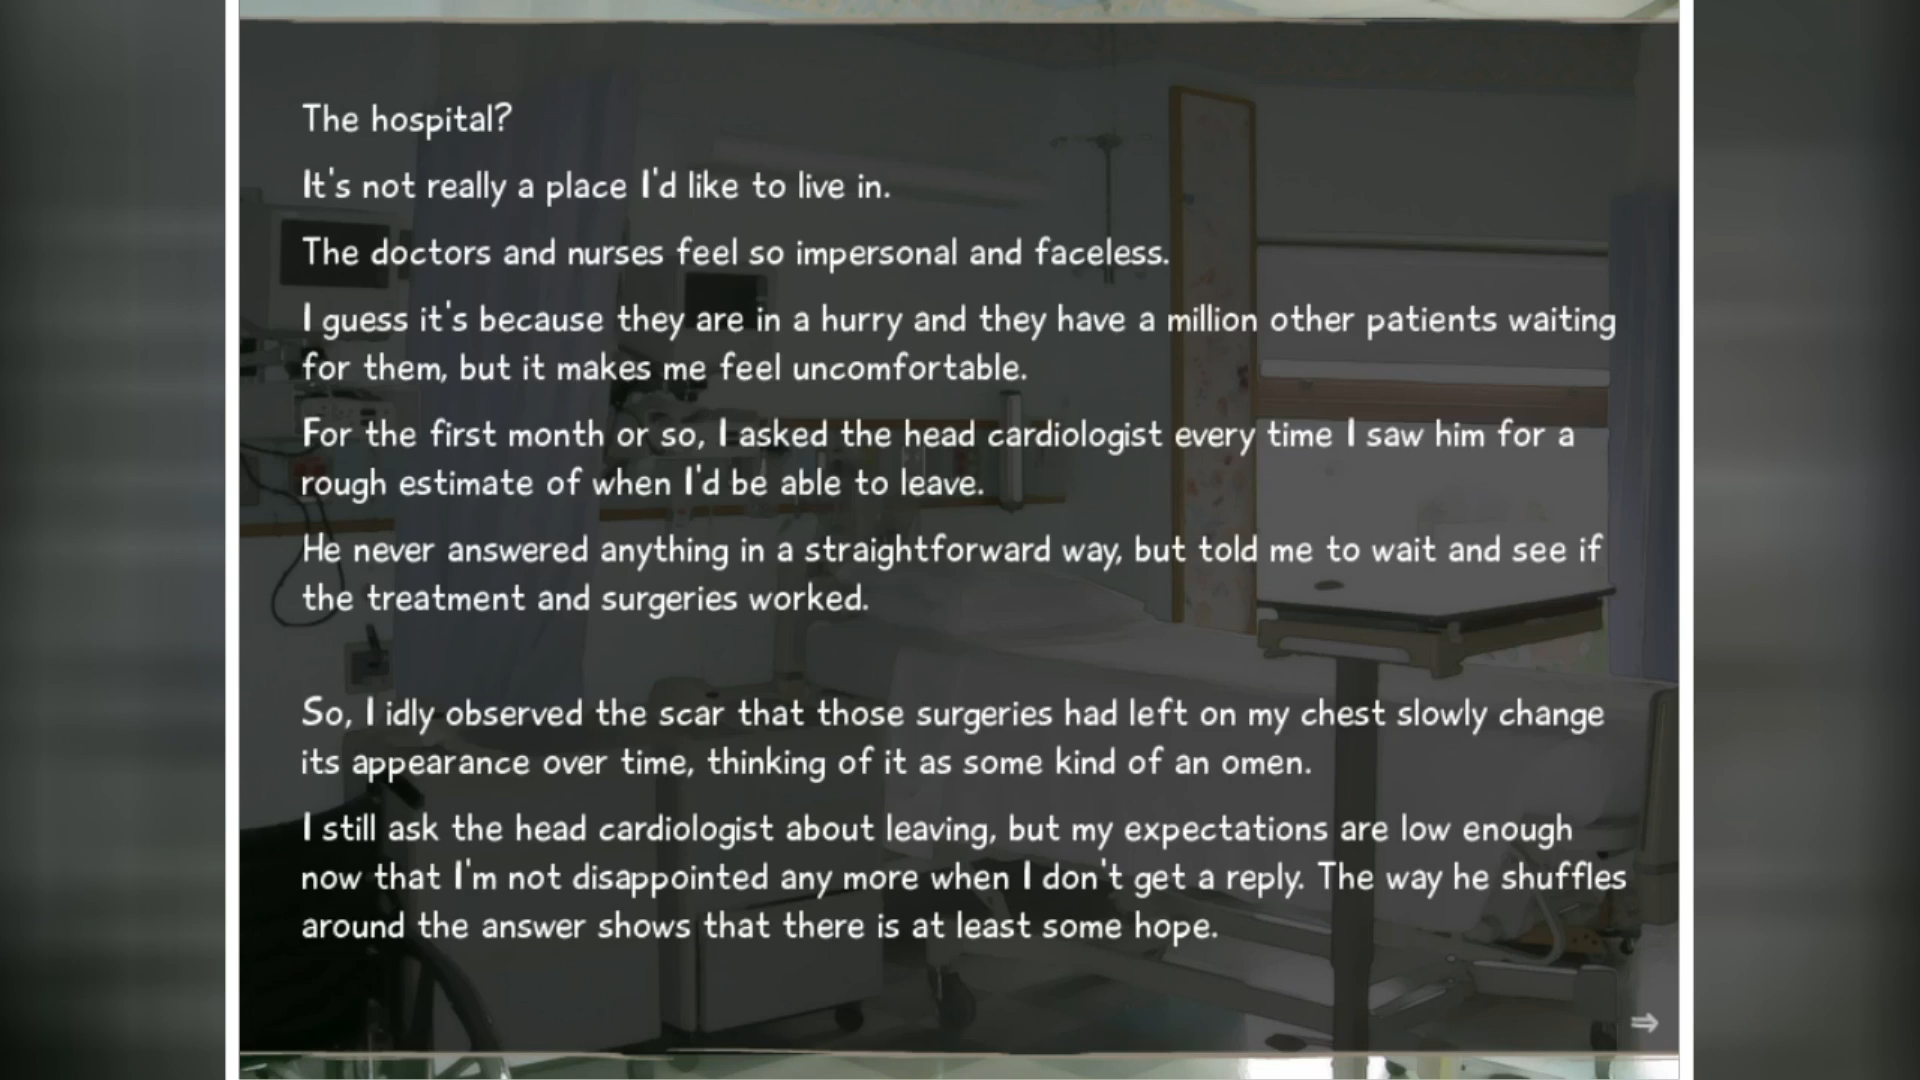 The hospital?
It's not really a place I'd like to live in.
The doctors and nurses feel so impersonal and faceless.
I guess it's because they are in a hurry and they have a million other patients waiting
for them, but it makes me feel uncomfortable.
For the first month or so, I asked the head cardiologist every time I saw him for a
rough estimate of when I'd be able to leave.
He never answered anything in a straightforward way, but told me to wait and see if
the treatment and surgeries worked.
So, I idly observed the scar that those surgeries had left on my chest slowly change
its appearance over time, thinking of it as some kind of an omen.
I still ask the head cardiologist about leaving, but my expectations are low enough
now that I'm not disappointed any more when I don't get a reply. The way he shuffles
around the answer shows that there is at least some hope.